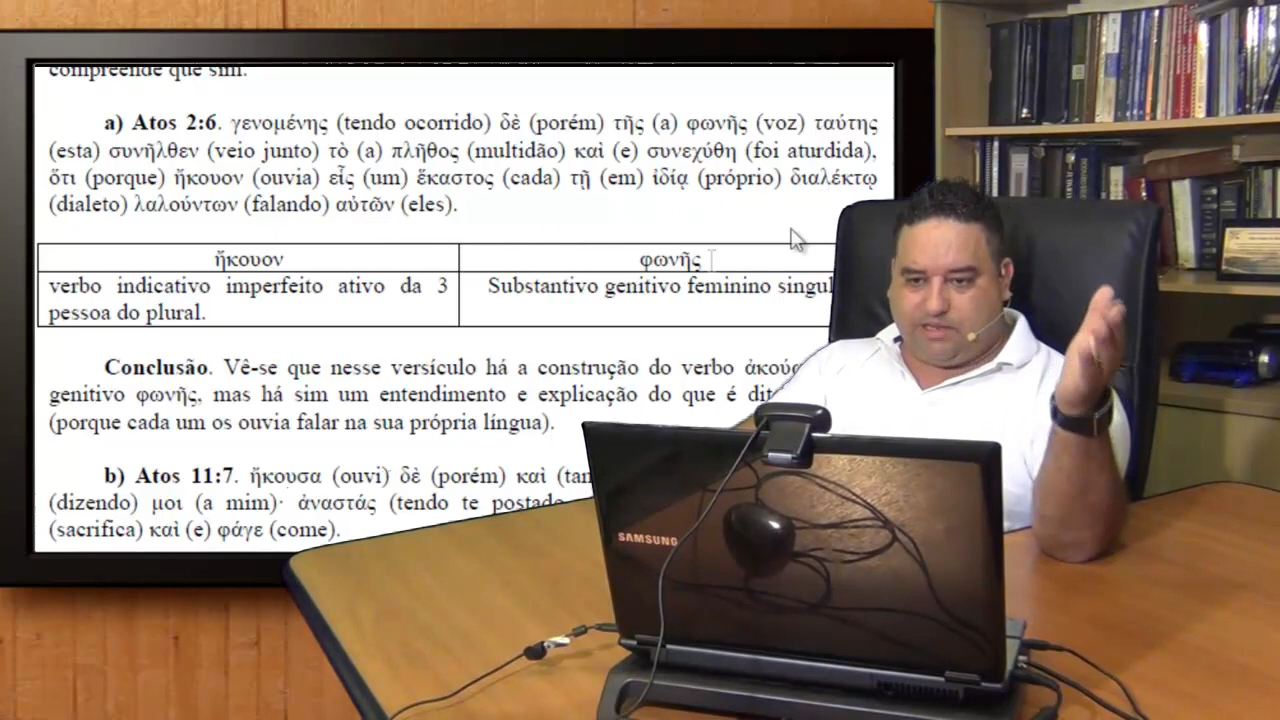 compreende que sim.
a) Atos 2:6. γενομένης (tendo ocorrido) δὲ (porém) τῆς (a) φωνῆς (voz) ταύτης
(esta) συνῆλθεν (veio junto) τὸ (a) πλῆθος (multidão) καὶ (e) συνεχύθη (foi aturdida),
ὅτι (porque) ἤκουον (ouvia) εἷς (um) ἕκαστος (cada) τῇ (em) ἰδίᾳ (próprio) διαλέκτῳ
(dialeto) λαλούντων (falando) αὐτῶν (eles).
ἤκουον
φωνῆς
verbo indicativo imperfeito ativo da 3
pessoa do plural.
Substantivo genitivo feminino
Conclusão. Vê-se que nesse versículo há a construção do verbo
genitivo φωνῆς, mas há sim um entendimento e explicação do que é
(porque cada um os ouvia falar na sua própria língua).
b) Atos 11:7. ἤκουσα (ouvi) δὲ (porém) καὶ
(dizendo) μοι (a mim)· ἀναστάς (tendo te
(sacrifica) καὶ (e) φάγε (come).
SAMSUNG